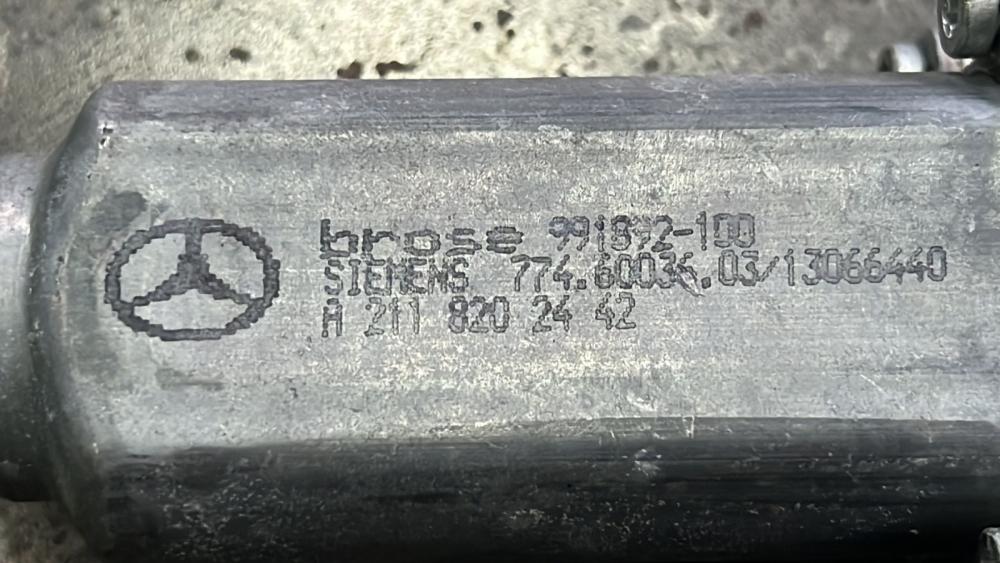 brose 991892-100
SIEMENS 774.60036.03/13066440
A 211 820 24 42